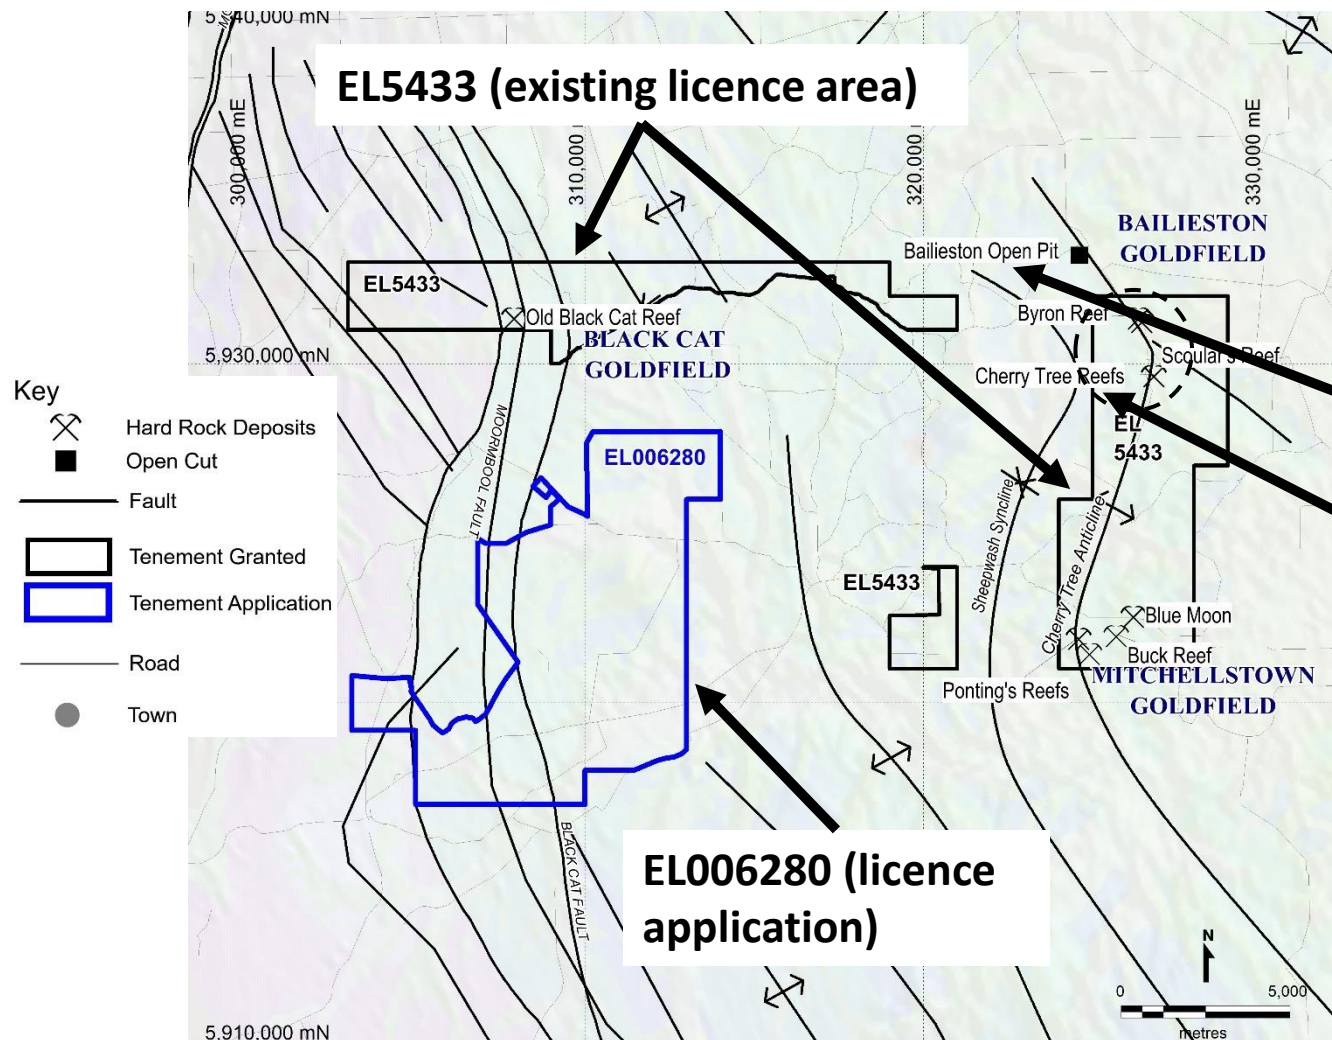 5,940,000 mN
EL5433 (existing licence area)
300,000 mE
310,000
320,000
330,000 mE
BAILIESTON
GOLDFIELD
Bailieston Open Pit
EL5433
Old Black Cat Reef
Byron Reef
BLACK CAT
GOLDFIELD
5,930,000 mN
Scoular's Reef
Cherry Tree Reefs
EL
5433
Key
Hard Rock Deposits
Open Cut
Fault
Tenement Granted
Tenement Application
Road
Town
MOORMBOOL FAULT
EL006280
Sheepwash Syncline
Cherry Tree Anticline
EL5433
Blue Moon
Buck Reef
Ponting's Reefs
MITCHELLSTOWN
GOLDFIELD
BLACK CAT FAULT
EL006280 (licence
application)
N
0
5,000
metres
5,910,000 mN